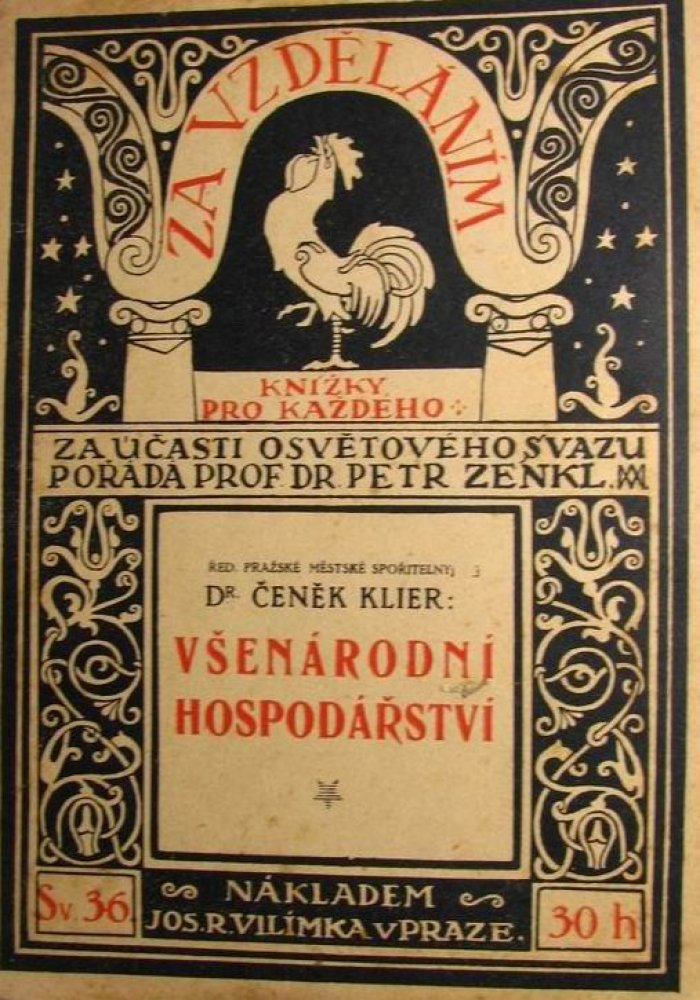 ZA VZDĚLÁNÍM
KNÍŽKY
PRO KAŽDÉHO
ZA ÚČASTI OSVĚTOVÉHO SVAZU
POŘÁDÁ PROF. DR. PETR ZENKL.
ŘED. PRAŽSKÉ MĚSTSKÉ SPOŘITELNY
DR. ČENĚK KLIER:
VŠENÁRODNÍ
HOSPODÁŘSTVÍ
NÁKLADEM
JOS. R. VILÍMKA V PRAZE.
Sv. 36.
30 h